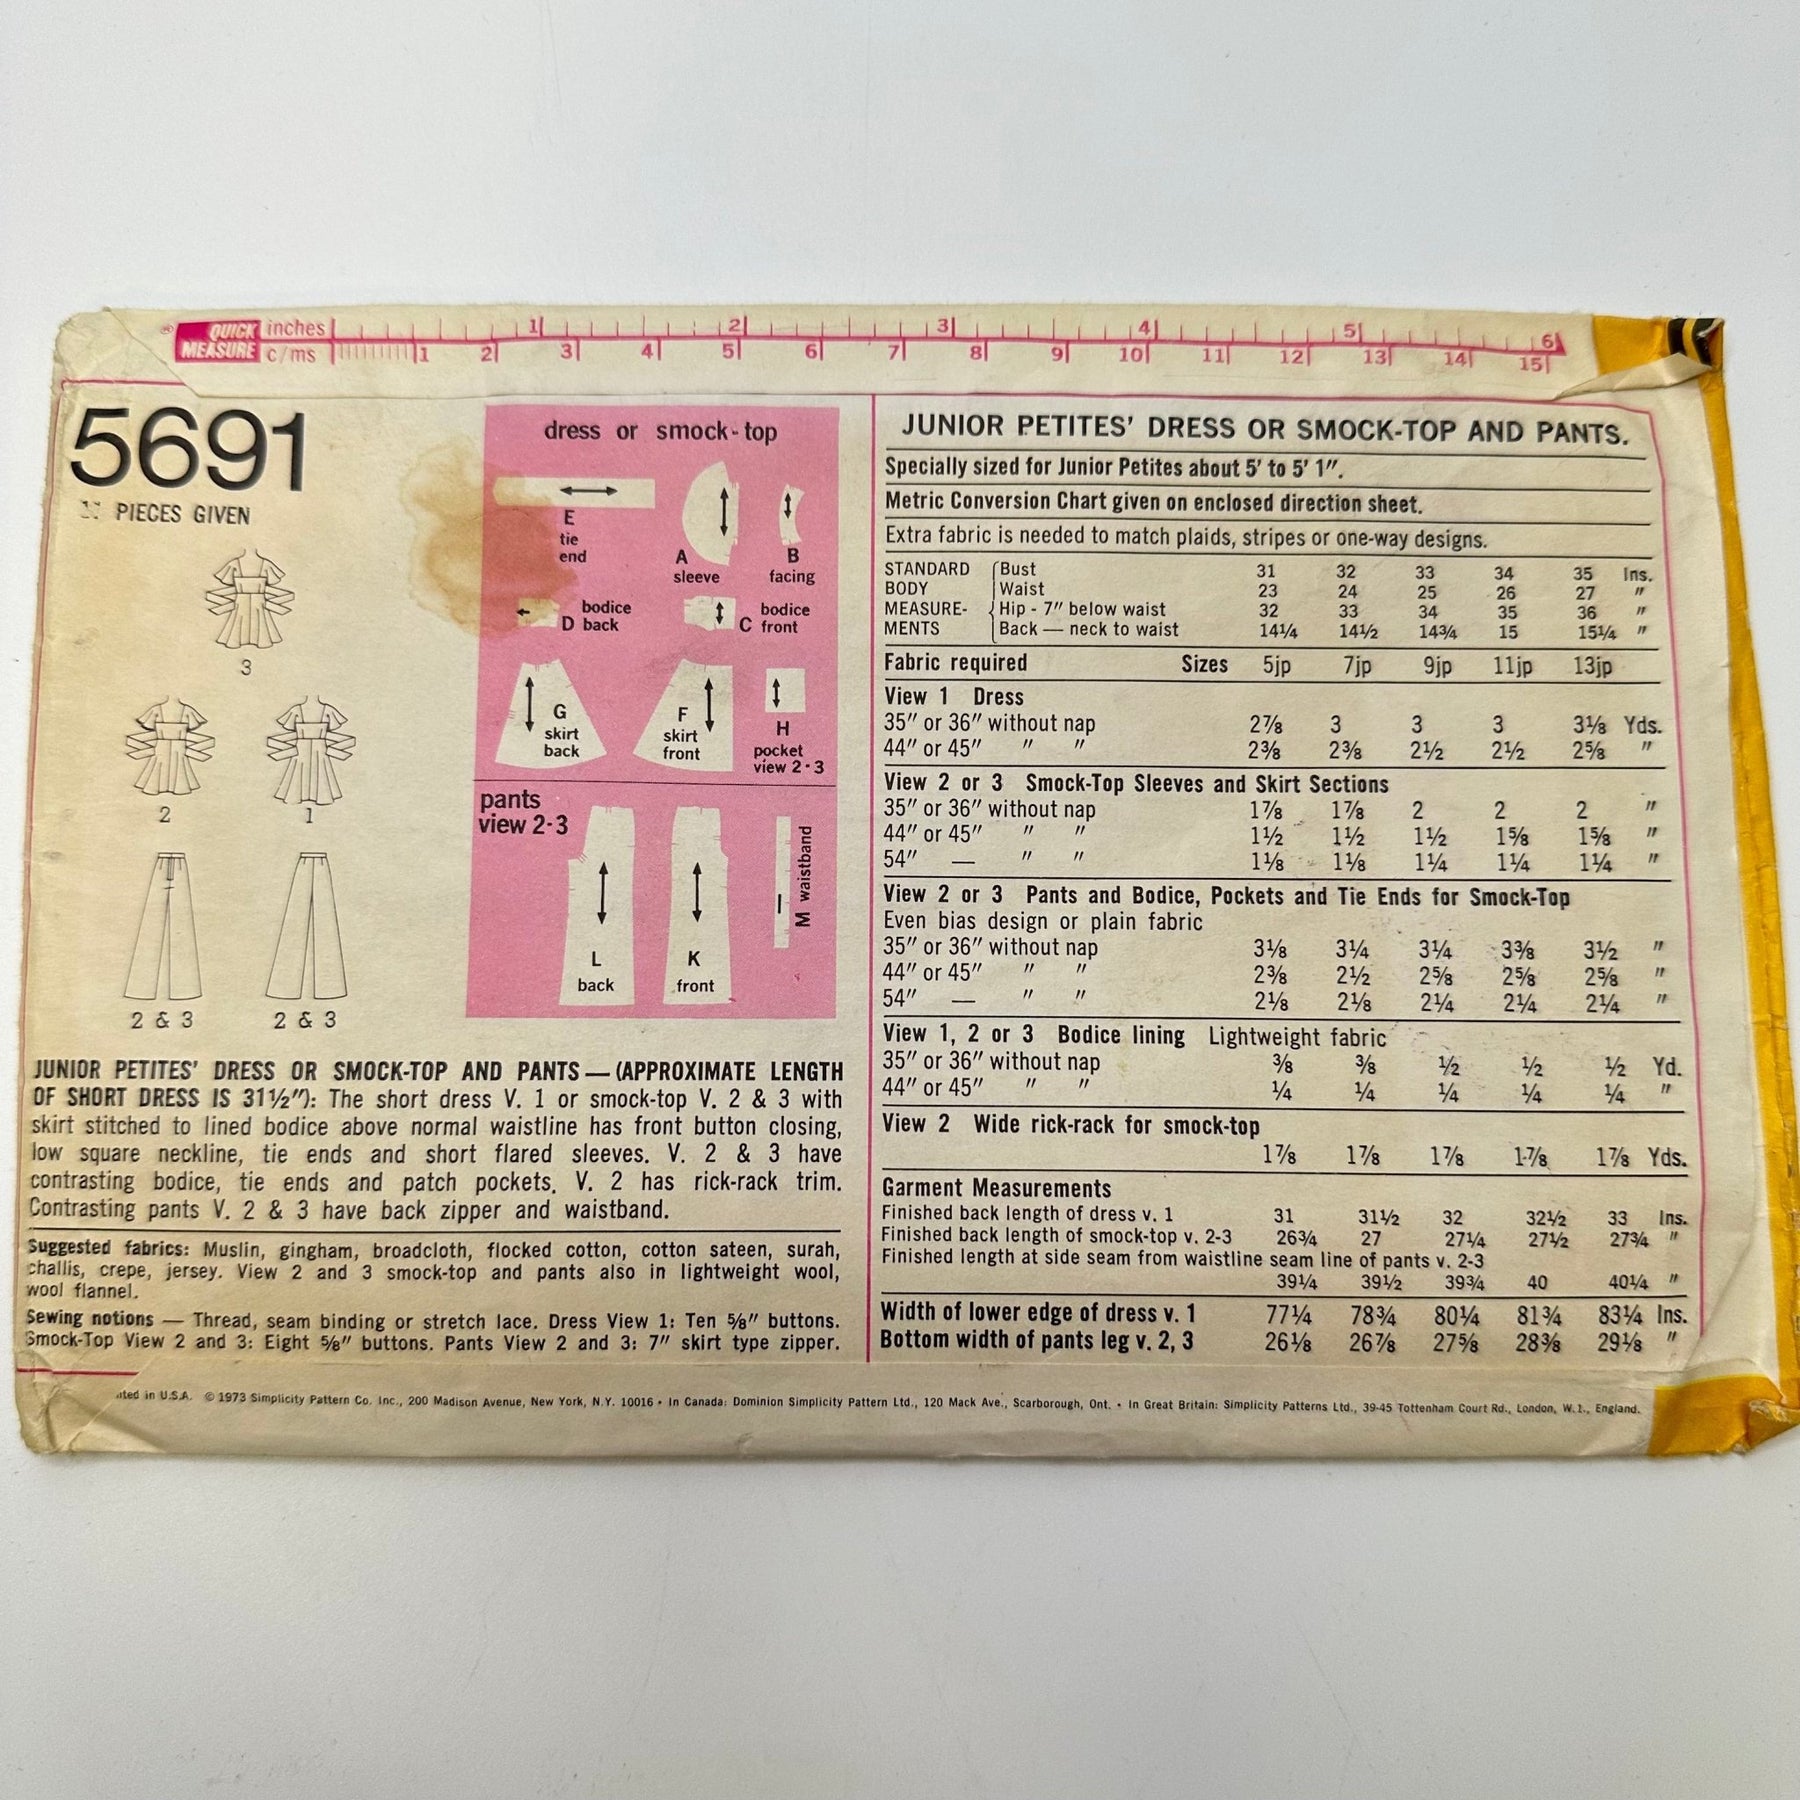 ® QUICK MEASURE inches 1 2 3 4 5 6
c/ms 1 2 3 4 5 6 7 8 9 10 11 12 13 14 15
5691
PIECES GIVEN
3
2 1
2 & 3 2 & 3
dress or smock-top
E tie end
A sleeve
B facing
D bodice back
C bodice front
G skirt back
F skirt front
H pocket view 2-3
pants view 2-3
L back
K front
M waistband
JUNIOR PETITES' DRESS OR SMOCK-TOP AND PANTS — (APPROXIMATE LENGTH
OF SHORT DRESS IS 31½"): The short dress V. 1 or smock-top V. 2 & 3 with
skirt stitched to lined bodice above normal waistline has front button closing,
low square neckline, tie ends and short flared sleeves. V. 2 & 3 have
contrasting bodice, tie ends and patch pockets. V. 2 has rick-rack trim.
Contrasting pants V. 2 & 3 have back zipper and waistband.
Suggested fabrics: Muslin, gingham, broadcloth, flocked cotton, cotton sateen, surah,
challis, crepe, jersey. View 2 and 3 smock-top and pants also in lightweight wool,
wool flannel.
Sewing notions — Thread, seam binding or stretch lace. Dress View 1: Ten ⅝" buttons.
Smock-Top View 2 and 3: Eight ⅝" buttons. Pants View 2 and 3: 7" skirt type zipper.
JUNIOR PETITES' DRESS OR SMOCK-TOP AND PANTS.
Specially sized for Junior Petites about 5' to 5' 1".
Metric Conversion Chart given on enclosed direction sheet.
Extra fabric is needed to match plaids, stripes or one-way designs.
STANDARD Bust 31 32 33 34 35 Ins.
BODY Waist 23 24 25 26 27 "
MEASURE- Hip - 7" below waist 32 33 34 35 36 "
MENTS Back — neck to waist 14¼ 14½ 14¾ 15 15¼ "
Fabric required Sizes 5jp 7jp 9jp 11jp 13jp
View 1 Dress
35" or 36" without nap 2⅞ 3 3 3 3⅛ Yds.
44" or 45" " " 2⅜ 2⅜ 2½ 2½ 2⅝ "
View 2 or 3 Smock-Top Sleeves and Skirt Sections
35" or 36" without nap 1⅞ 1⅞ 2 2 2 "
44" or 45" " " 1½ 1½ 1½ 1⅝ 1⅝ "
54" — " " 1⅛ 1⅛ 1¼ 1¼ 1¼ "
View 2 or 3 Pants and Bodice, Pockets and Tie Ends for Smock-Top
Even bias design or plain fabric
35" or 36" without nap 3⅛ 3¼ 3¼ 3⅜ 3½ "
44" or 45" " " 2⅜ 2½ 2⅝ 2⅝ 2⅝ "
54" — " " 2⅛ 2⅛ 2¼ 2¼ 2¼ "
View 1, 2 or 3 Bodice lining Lightweight fabric
35" or 36" without nap ⅜ ⅜ ½ ½ ½ Yd.
44" or 45" " " ¼ ¼ ¼ ¼ ¼ "
View 2 Wide rick-rack for smock-top
1⅞ 1⅞ 1⅞ 1⅞ 1⅞ Yds.
Garment Measurements
Finished back length of dress v. 1 31 31½ 32 32½ 33 Ins.
Finished back length of smock-top v. 2-3 26¾ 27 27¼ 27½ 27¾ "
Finished length at side seam from waistline seam line of pants v. 2-3
39¼ 39½ 39¾ 40 40¼ "
Width of lower edge of dress v. 1 77¼ 78¾ 80¼ 81¾ 83¼ Ins.
Bottom width of pants leg v. 2, 3 26⅛ 26⅞ 27⅝ 28⅜ 29⅛ "
in U.S.A. © 1973 Simplicity Pattern Co. Inc., 200 Madison Avenue, New York, N.Y. 10016 • In Canada: Dominion Simplicity Pattern Ltd., 120 Mack Ave., Scarborough, Ont. • In Great Britain: Simplicity Patterns Ltd., 39-45 Tottenham Court Rd., London, W.1., England.